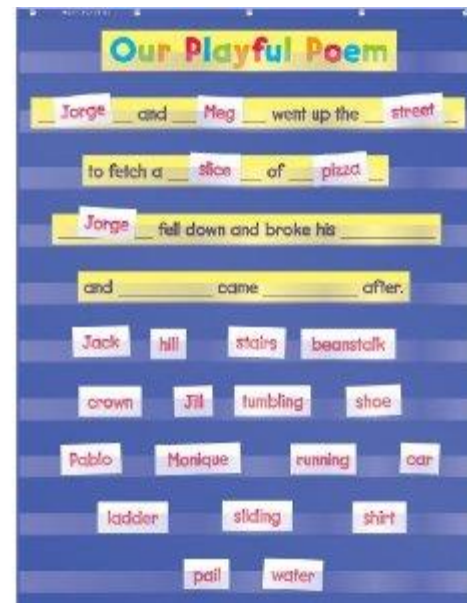 Our Playful Poem
Jorge and Meg went up the street
to fetch a slice of pizza
Jorge fell down and broke his
and came after.
Jack hill stairs beanstalk
crown Jill tumbling shoe
Pablo Monique running car
ladder sliding shirt
pail water